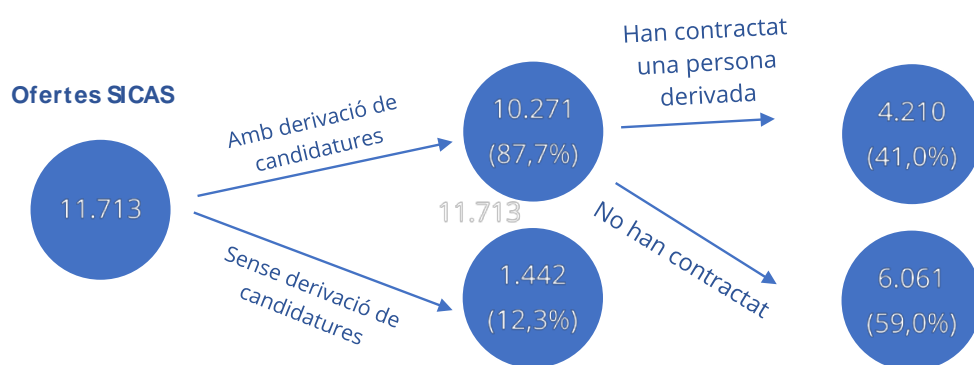 Ofertes SICAS
11.713
Amb derivació de
candidatures
Sense derivació de
candidatures
10.271
(87,7%)
11.713
1.442
(12,3%)
Han contractat
una persona
derivada
No han contractat
4.210
(41,0%)
6.061
(59,0%)